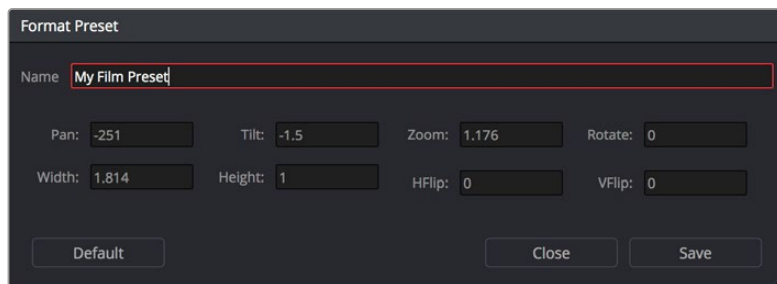 Format Preset
Name My Film Preset
Pan: -251 Tilt: -1.5 Zoom: 1.176 Rotate: 0
Width: 1.814 Height: 1 HFlip: 0 VFlip: 0
Default Close Save